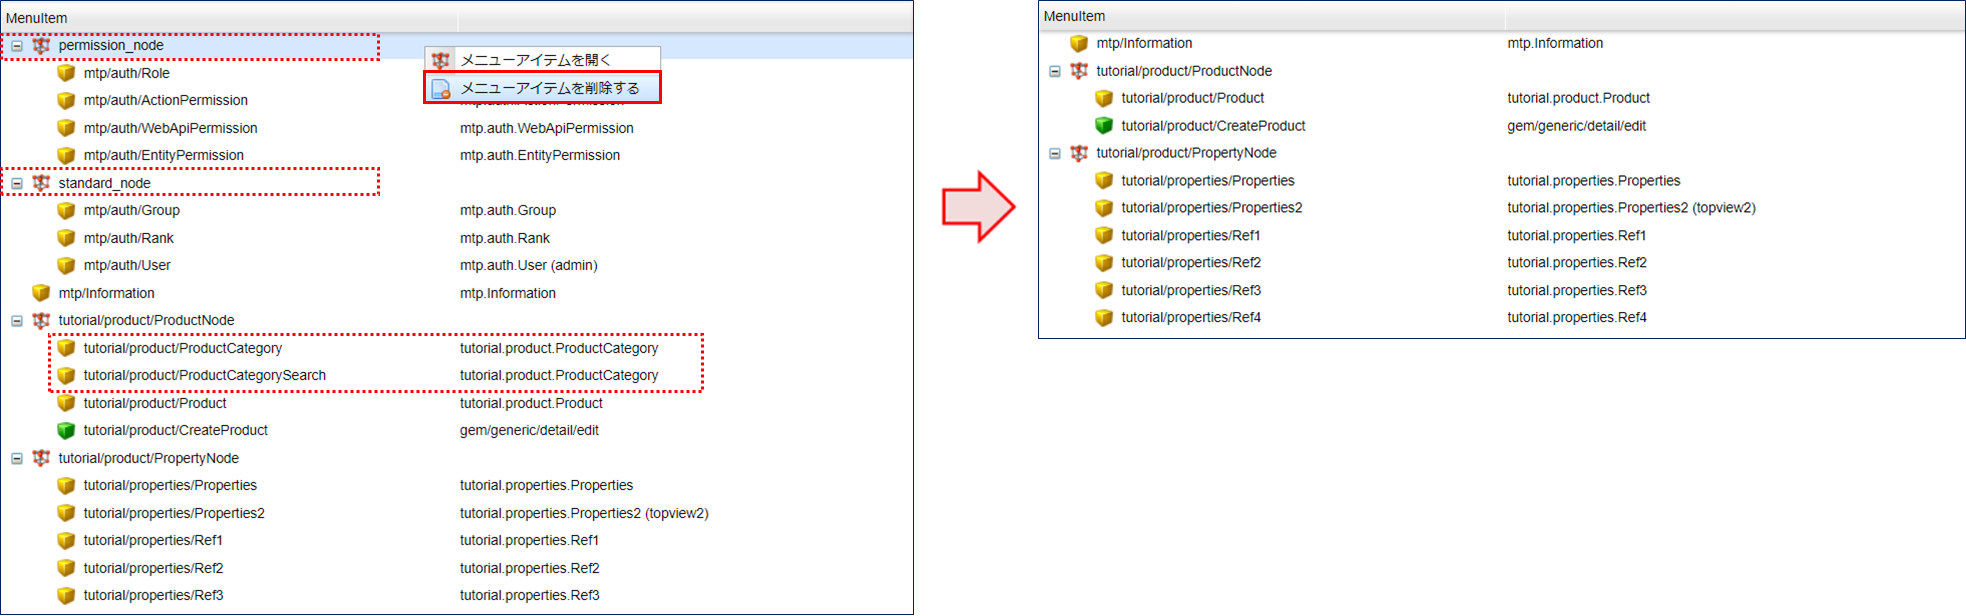 MenuItem
permission_node
メニューアイテムを開く
mtp/auth/Role
メニューアイテムを削除する
mtp/auth/ActionPermission
mtp/auth/WebApiPermission mtp.auth.WebApiPermission
mtp/auth/EntityPermission mtp.auth.EntityPermission
standard_node
mtp/auth/Group mtp.auth.Group
mtp/auth/Rank mtp.auth.Rank
mtp/auth/User mtp.auth.User (admin)
mtp/Information mtp.Information
tutorial/product/ProductNode
tutorial/product/ProductCategory tutorial.product.ProductCategory
tutorial/product/ProductCategorySearch tutorial.product.ProductCategory
tutorial/product/Product tutorial.product.Product
tutorial/product/CreateProduct gem/generic/detail/edit
tutorial/product/PropertyNode
tutorial/properties/Properties tutorial.properties.Properties
tutorial/properties/Properties2 tutorial.properties.Properties2 (topview2)
tutorial/properties/Ref1 tutorial.properties.Ref1
tutorial/properties/Ref2 tutorial.properties.Ref2
tutorial/properties/Ref3 tutorial.properties.Ref3
MenuItem
mtp/Information mtp.Information
tutorial/product/ProductNode
tutorial/product/Product tutorial.product.Product
tutorial/product/CreateProduct gem/generic/detail/edit
tutorial/product/PropertyNode
tutorial/properties/Properties tutorial.properties.Properties
tutorial/properties/Properties2 tutorial.properties.Properties2 (topview2)
tutorial/properties/Ref1 tutorial.properties.Ref1
tutorial/properties/Ref2 tutorial.properties.Ref2
tutorial/properties/Ref3 tutorial.properties.Ref3
tutorial/properties/Ref4 tutorial.properties.Ref4